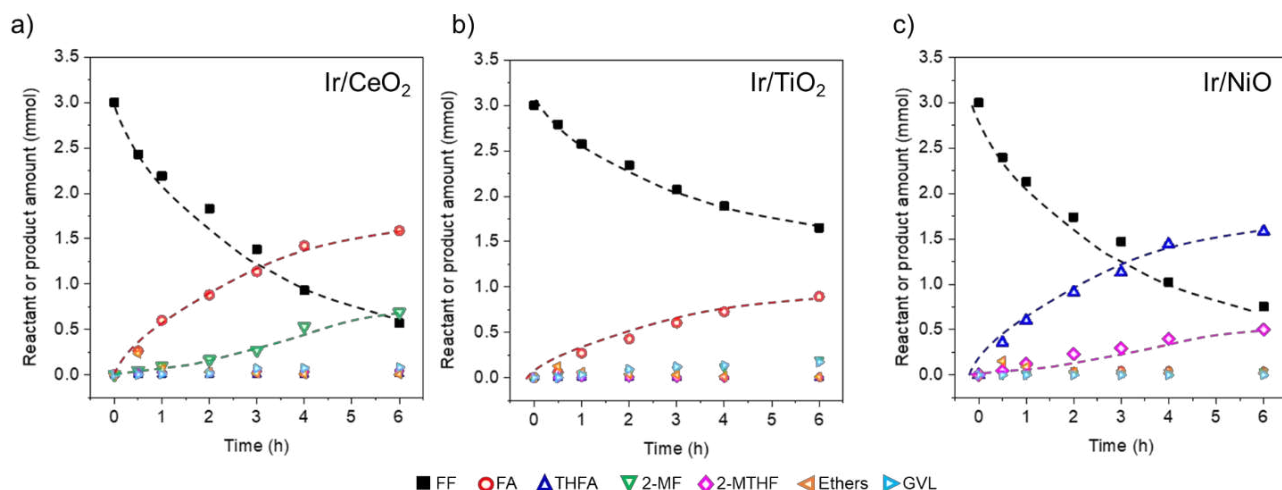 a)
b)
c)
3.5
3.0
2.5
2.0
1.5
1.0
0.5
0.0
Reactant or product amount (mmol)
Ir/CeO₂
0 1 2 3 4 5 6
Time (h)
3.5
3.0
2.5
2.0
1.5
1.0
0.5
0.0
Reactant or product amount (mmol)
Ir/TiO₂
0 1 2 3 4 5 6
Time (h)
3.5
3.0
2.5
2.0
1.5
1.0
0.5
0.0
Reactant or product amount (mmol)
Ir/NiO
0 1 2 3 4 5 6
Time (h)
FF FA THFA 2-MF 2-MTHF Ethers GVL